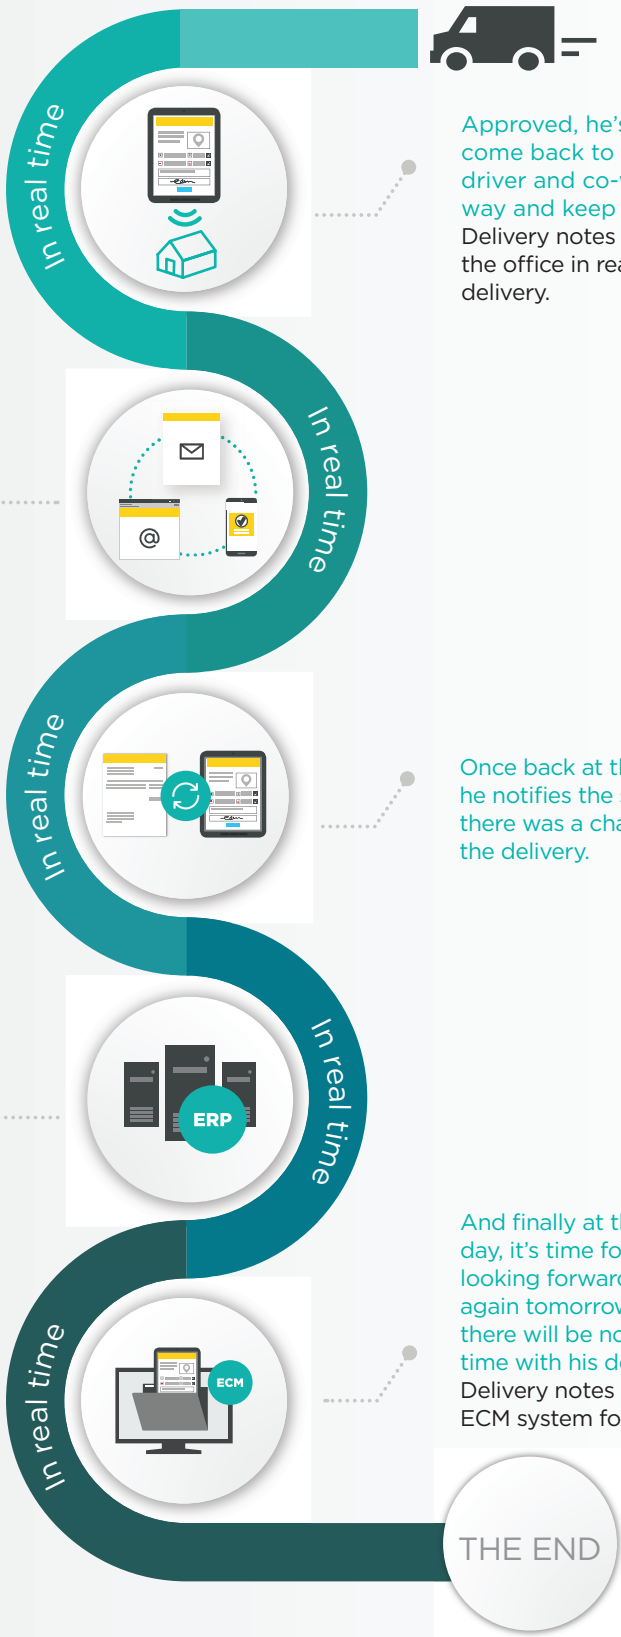 In real time
Approved, he's
come back to
driver and co-
way and keep
Delivery notes
the office in rea
delivery.
In real time
@
In real time
Once back at th
he notifies the
there was a cha
the delivery.
In real time
ERP
And finally at th
day, it's time fo
looking forward
again tomorrow
there will be no
time with his de
Delivery notes
ECM system fo
In real time
ECM
THE END